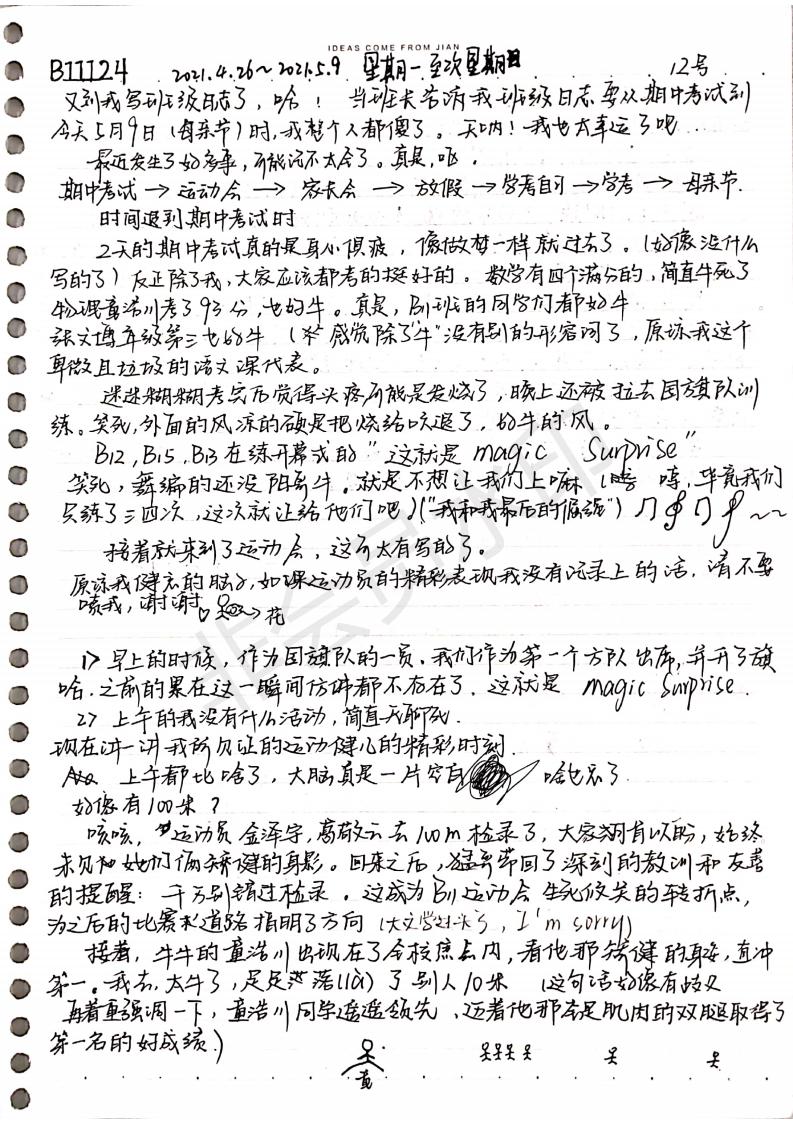 IDEAS COME FROM JIAN
B11124 2021.4.26~2021.5.9 星期一至次星期日 12号
又到我写班级日志了，哈！当班长告诉我班级日志要从期中考试到
今天5月9日（母亲节）时，我整个人都傻了。天呐！我也太幸运了吧
最近发生了好多事，可能记不太全了。真是，呃。
期中考试→运动会→家长会→放假→学考自习→学考→母亲节.
时间退到期中考试时
2天的期中考试真的是身心俱疲，像做梦一样就过去了。（好像没什么
写的了）反正除了我，大家应该都考的挺好的。数学有四个满分的，简直牛死了
物理童浩川考了93分，也好牛。真是，B11班的同学们都好牛
张文博年级第三也好牛（感觉除了"牛"没有别的形容词了，原谅我这个
卑微且垃圾的语文课代表。
迷迷糊糊考完后觉得头疼可能是发烧了，晚上还被拉去国旗队训
练。笑死，外面的风凉的硬是把烧给吹退了，好牛的风。
B12，B15，B13在练开幕式的"这就是magic surprise"
笑死，舞编的还没阳哥牛。就是不想让我们上嘛（哼 哼，毕竟我们
只练了三四次，这次就让给他们吧）("我和我最后的倔强") ~~
接着就来到了运动会，这可太有写的了。
原谅我健忘的脑子，如果运动员的精彩表现我没有记录上的话，请不要
喷我，谢谢 →花
1> 早上的时候，作为国旗队的一员，我们作为第一个方队出席，并升了旗
哈，之前的累在这一瞬间仿佛都不存在了，这就是 magic surprise.
2> 上午的我没有什么活动，简直无聊死.
现在讲一讲我所见证的运动健儿的精彩时刻.
上午都比啥了，大脑真是一片空白 啥也忘了
好像有100米？
咳咳，运动员金泽宇，葛敬云去100m检录了，大家翘首以盼，始终
未见和她们俩矫健的身影。回来之后，猛哥带回了深刻的教训和友善
的提醒：千万别错过检录。这成为B11运动会生死攸关的转折点，
为之后的比赛道路指明了方向（大文学过头了，I'm sorry）
接着，牛牛的童浩川出现在了全校焦点内，看他那矫健的身姿，直冲
第一。我去，太牛了，足足落(là)了别人10米（这句话好像有歧义
再着重强调一下，童浩川同学遥遥领先，迈着他那本是肌肉的双腿取得了
第一名的好成绩.）
童
非会员水印